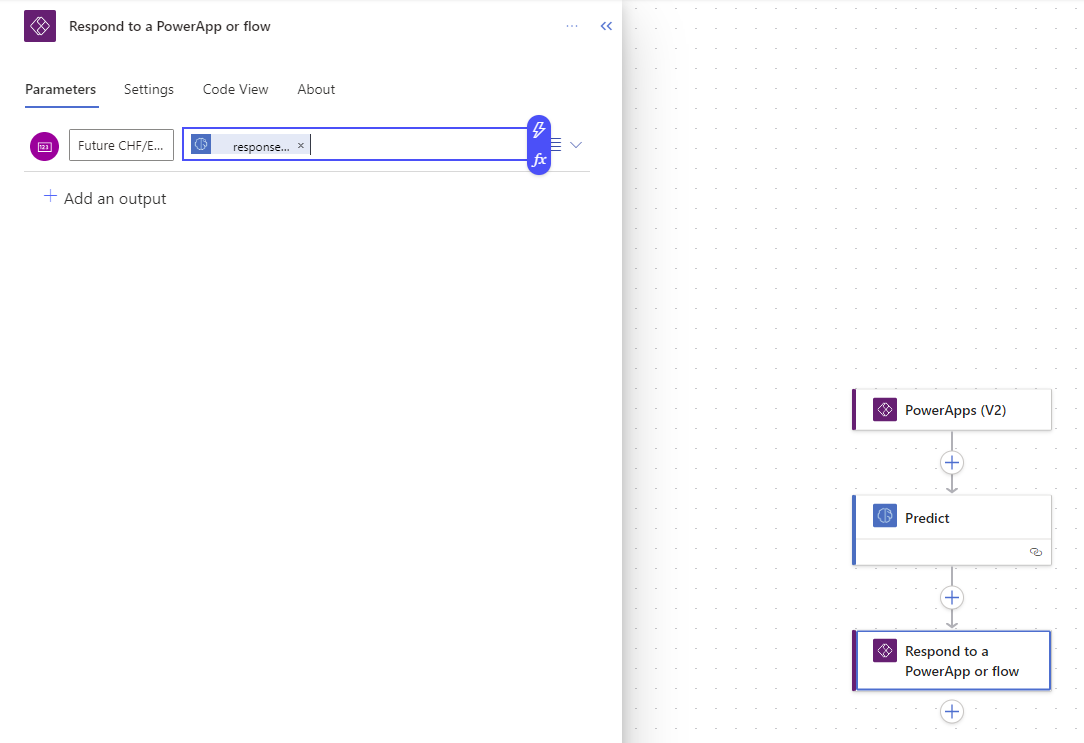 Respond to a PowerApp or flow
Parameters Settings Code View About
123 Future CHF/E... response... ×
fx
Add an output
PowerApps (V2)
Predict
Respond to a
PowerApp or flow